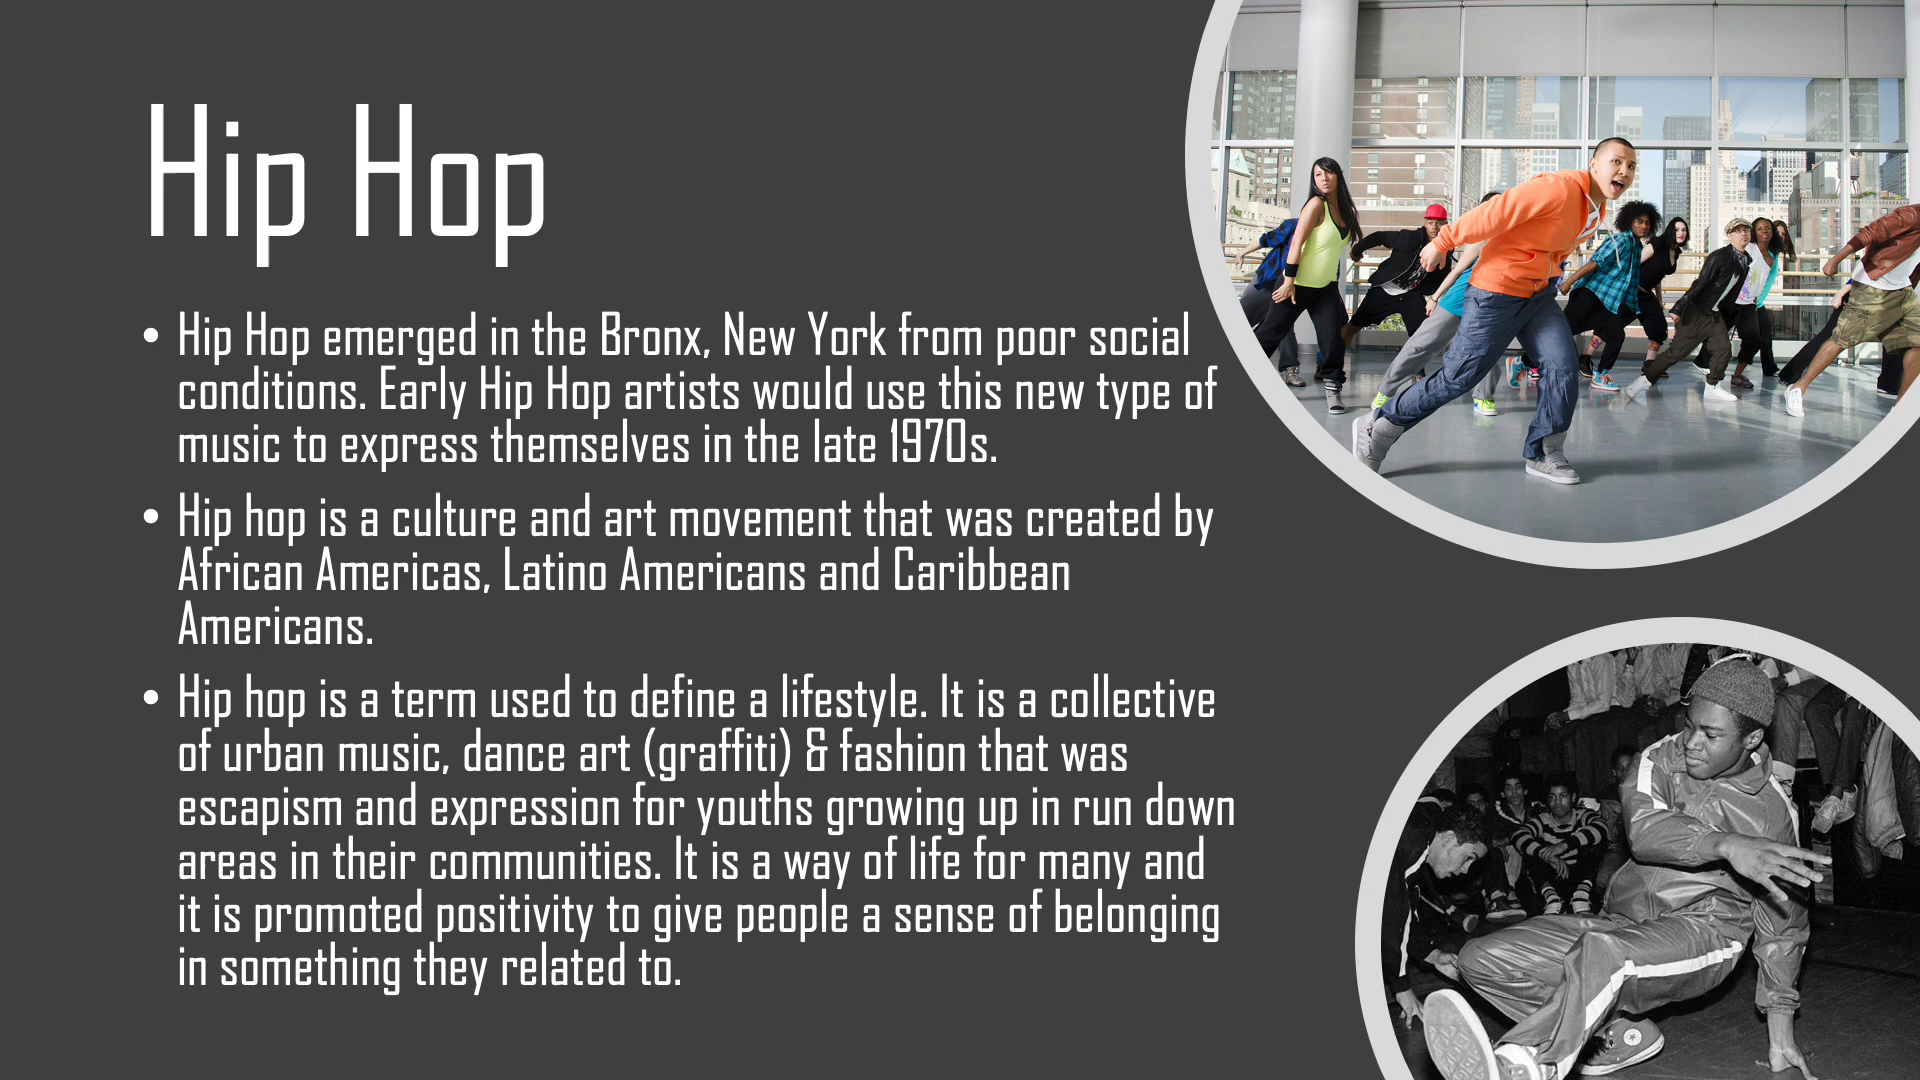 Hip Hop
• Hip Hop emerged in the Bronx, New York from poor social
conditions. Early Hip Hop artists would use this new type of
music to express themselves in the late 1970s.
• Hip hop is a culture and art movement that was created by
African Americas, Latino Americans and Caribbean
Americans.
• Hip hop is a term used to define a lifestyle. It is a collective
of urban music, dance art (graffiti) & fashion that was
escapism and expression for youths growing up in run down
areas in their communities. It is a way of life for many and
it is promoted positivity to give people a sense of belonging
in something they related to.